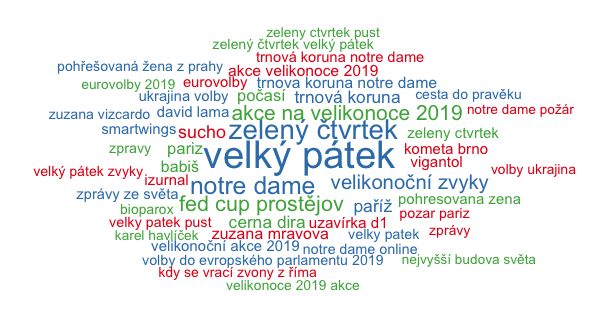 zeleny ctvrtek pust
zelený čtvrtek velký pátek
trnová koruna notre dame
pohřešovaná žena z prahy
akce velikonoce 2019
eurovolby 2019
eurovolby
trnova koruna notre dame
ukrajina volby
počasí
trnová koruna
cesta do pravěku
zuzana vizcardo
david lama
akce na velikonoce 2019
notre dame požár
smartwings
sucho
zelený čtvrtek
zeleny ctvrtek
zpravy
pariz
velký pátek
kometa brno
velký pátek zvyky
izurnal
babiš
vigantol
volby ukrajina
zprávy ze světa
notre dame
velikonoční zvyky
bioparox
fed cup prostějov
paříž
pohresovana zena
pozar pariz
velky patek pust
cerna dira
uzavírka d1
karel havlíček
zuzana mravova
velky patek
zprávy
velikonoční akce 2019
notre dame online
volby do evropského parlamentu 2019
nejvyšší budova světa
kdy se vrací zvony z říma
velikonoce 2019 akce